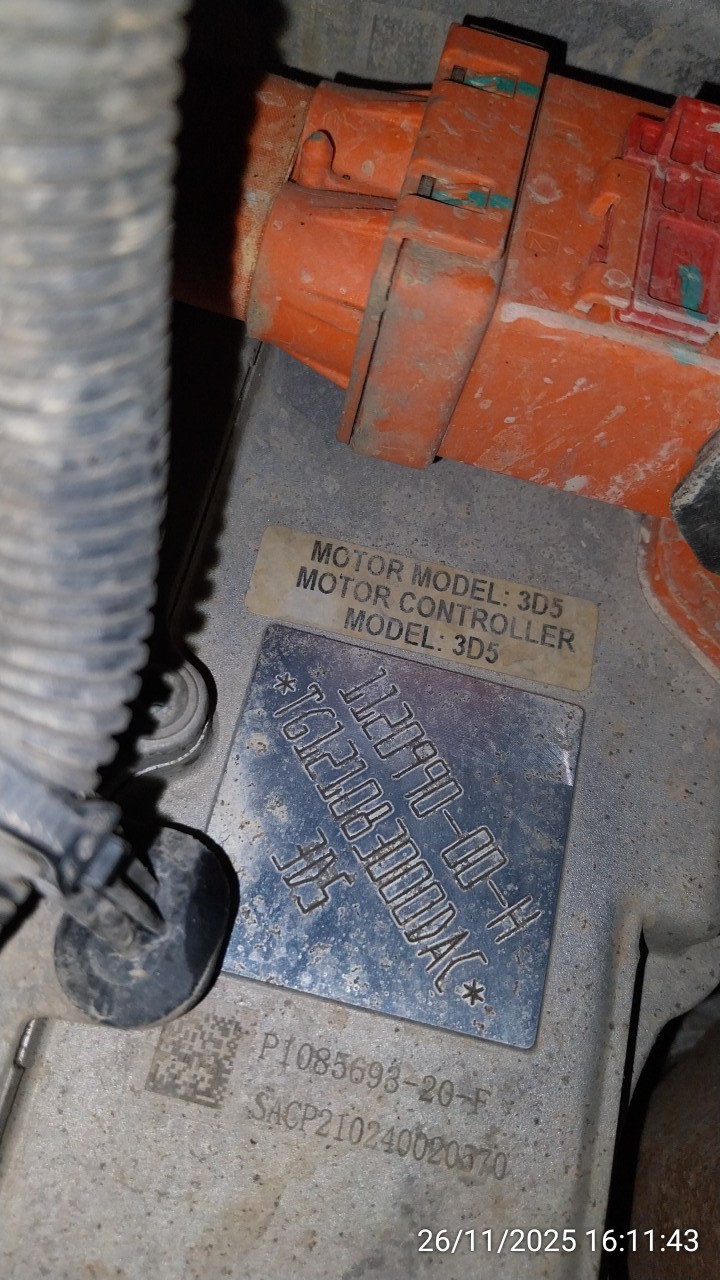 MOTOR MODEL: 3D5
MOTOR CONTROLLER
MODEL: 3D5
1120990-00-H
*TG121083000DAC*
3D5
P1085693-20-F
SACP210240020370
26/11/2025 16:11:43